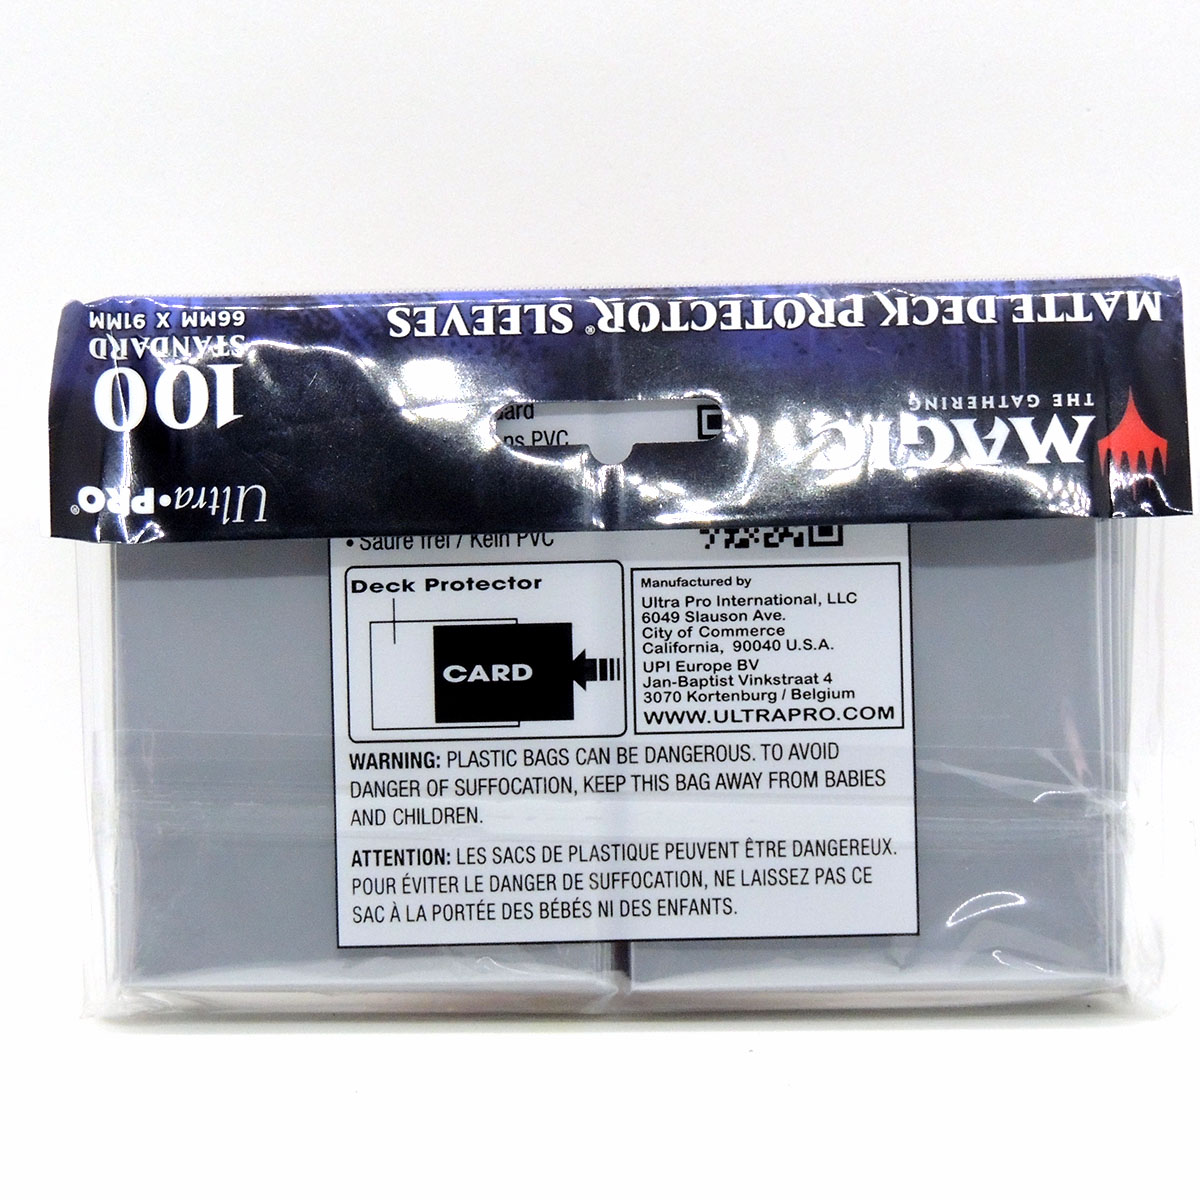 MATTE DECK PROTECTOR® SLEEVES
MAGIC
THE GATHERING
100
STANDARD
66MM X 91MM
Ultra•PRO®
PVC
• Säure frei / Kein PVC
Deck Protector
CARD
Manufactured by
Ultra Pro International, LLC
6049 Slauson Ave.
City of Commerce
California, 90040 U.S.A.
UPI Europe BV
Jan-Baptist Vinkstraat 4
3070 Kortenburg / Belgium
WWW.ULTRAPRO.COM
WARNING: PLASTIC BAGS CAN BE DANGEROUS. TO AVOID
DANGER OF SUFFOCATION, KEEP THIS BAG AWAY FROM BABIES
AND CHILDREN.
ATTENTION: LES SACS DE PLASTIQUE PEUVENT ÊTRE DANGEREUX.
POUR ÉVITER LE DANGER DE SUFFOCATION, NE LAISSEZ PAS CE
SAC À LA PORTÉE DES BÉBÉS NI DES ENFANTS.